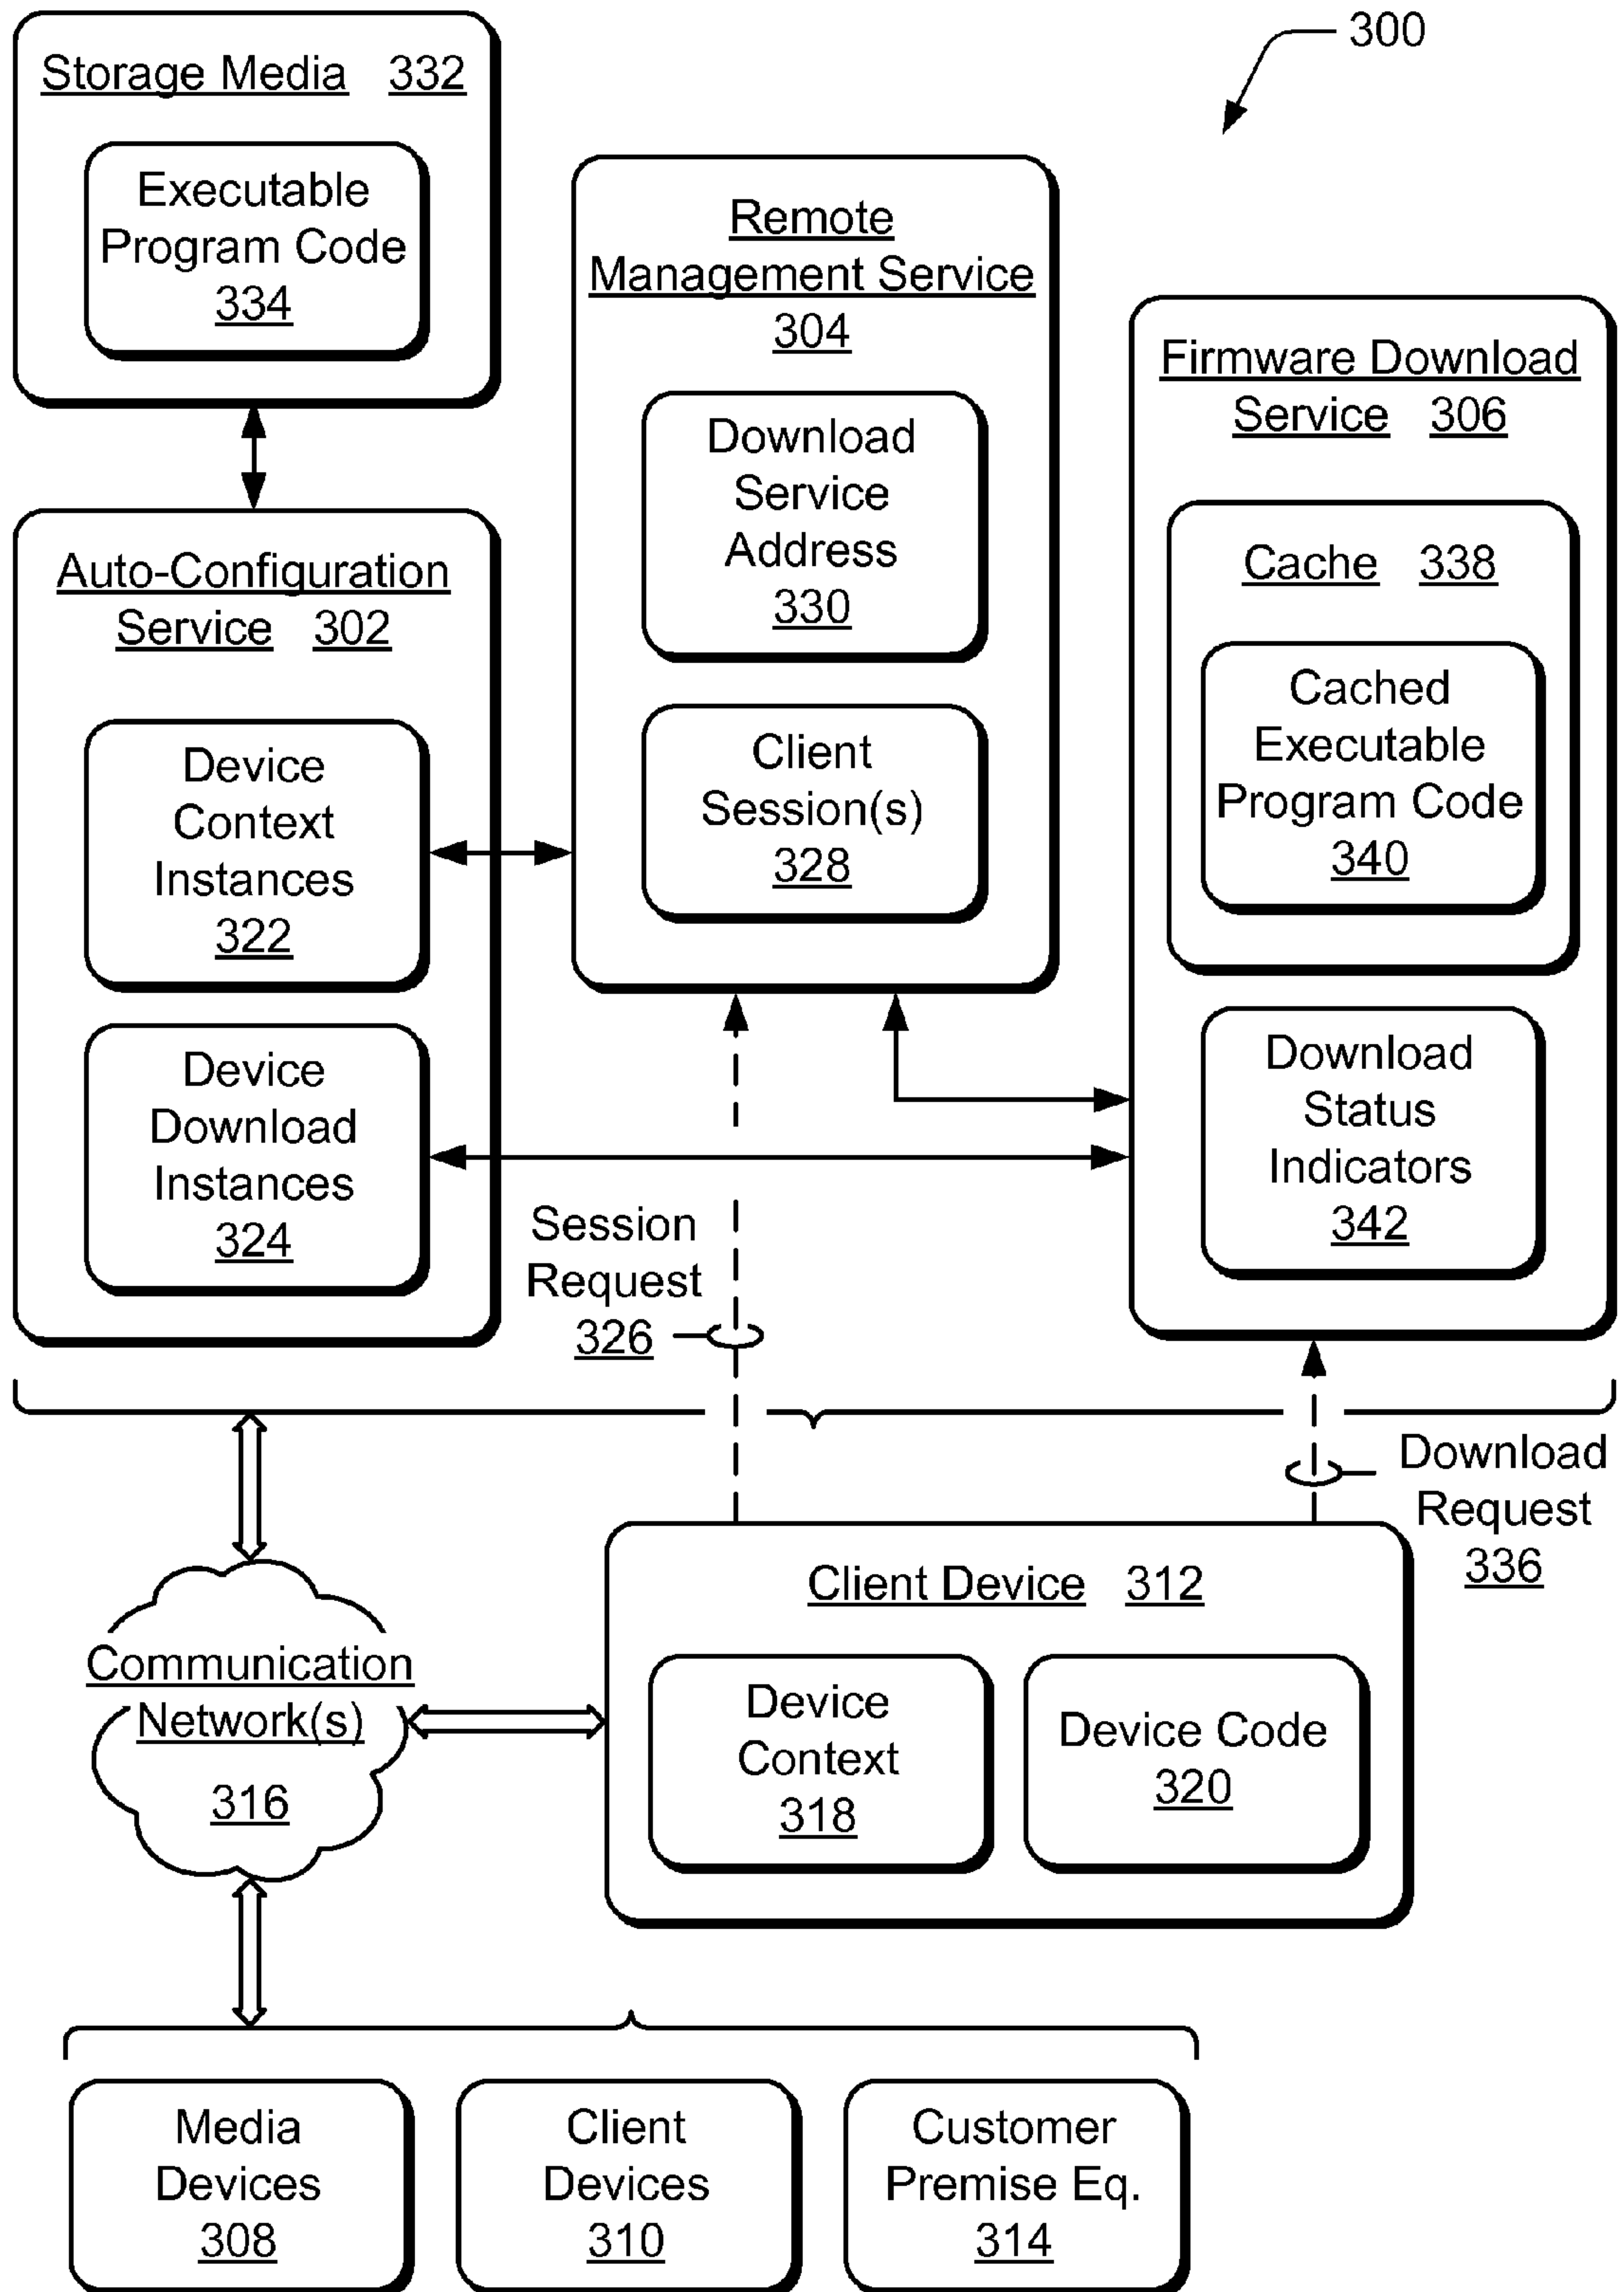 300
Storage Media 332
Executable
Program Code
334
Remote
Management Service
304
Download
Service
Address
330
Client
Session(s)
328
Firmware Download
Service 306
Cache 338
Cached
Executable
Program Code
340
Download
Status
Indicators
342
Auto-Configuration
Service 302
Device
Context
Instances
322
Device
Download
Instances
324
Session
Request
326
Download
Request
336
Client Device 312
Device
Context
318
Device Code
320
Communication
Network(s)
316
Media
Devices
308
Client
Devices
310
Customer
Premise Eq.
314